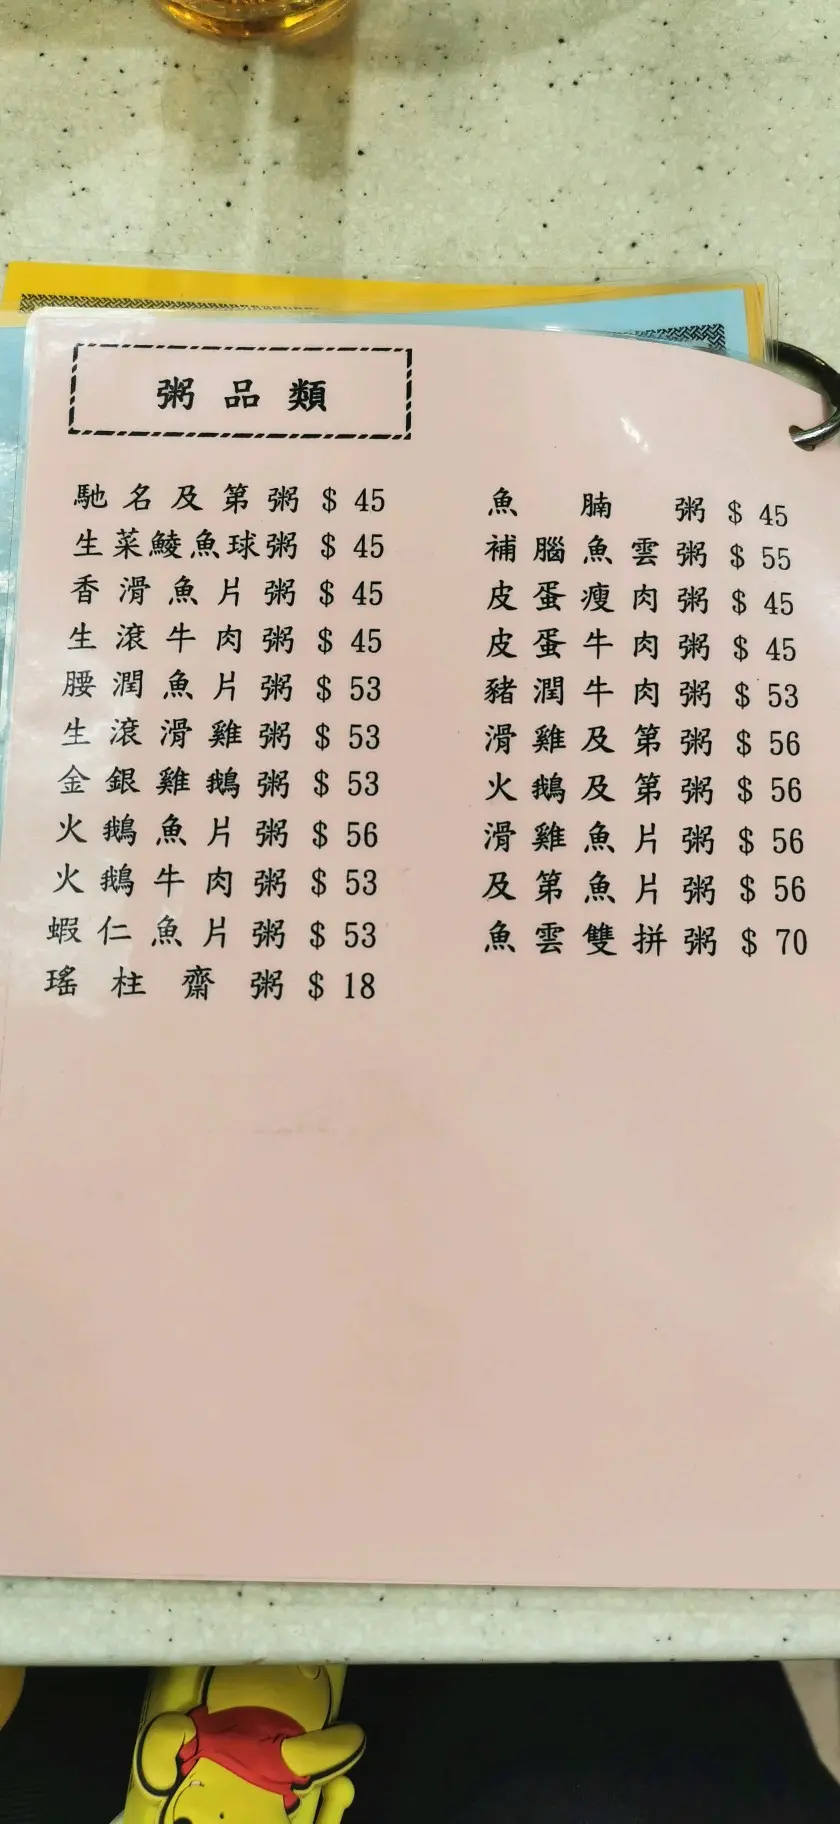 粥品類
馳名及第粥 $ 45
生菜鯪魚球粥 $ 45
香滑魚片粥 $ 45
生滾牛肉粥 $ 45
腰潤魚片粥 $ 53
生滾滑雞粥 $ 53
金銀雞鵝粥 $ 53
火鵝魚片粥 $ 56
火鵝牛肉粥 $ 53
蝦仁魚片粥 $ 53
瑤柱齋粥 $ 18
魚腩粥 $ 45
補腦魚雲粥 $ 55
皮蛋瘦肉粥 $ 45
皮蛋牛肉粥 $ 45
豬潤牛肉粥 $ 53
滑雞及第粥 $ 56
火鵝及第粥 $ 56
滑雞魚片粥 $ 56
及第魚片粥 $ 56
魚雲雙拼粥 $ 70